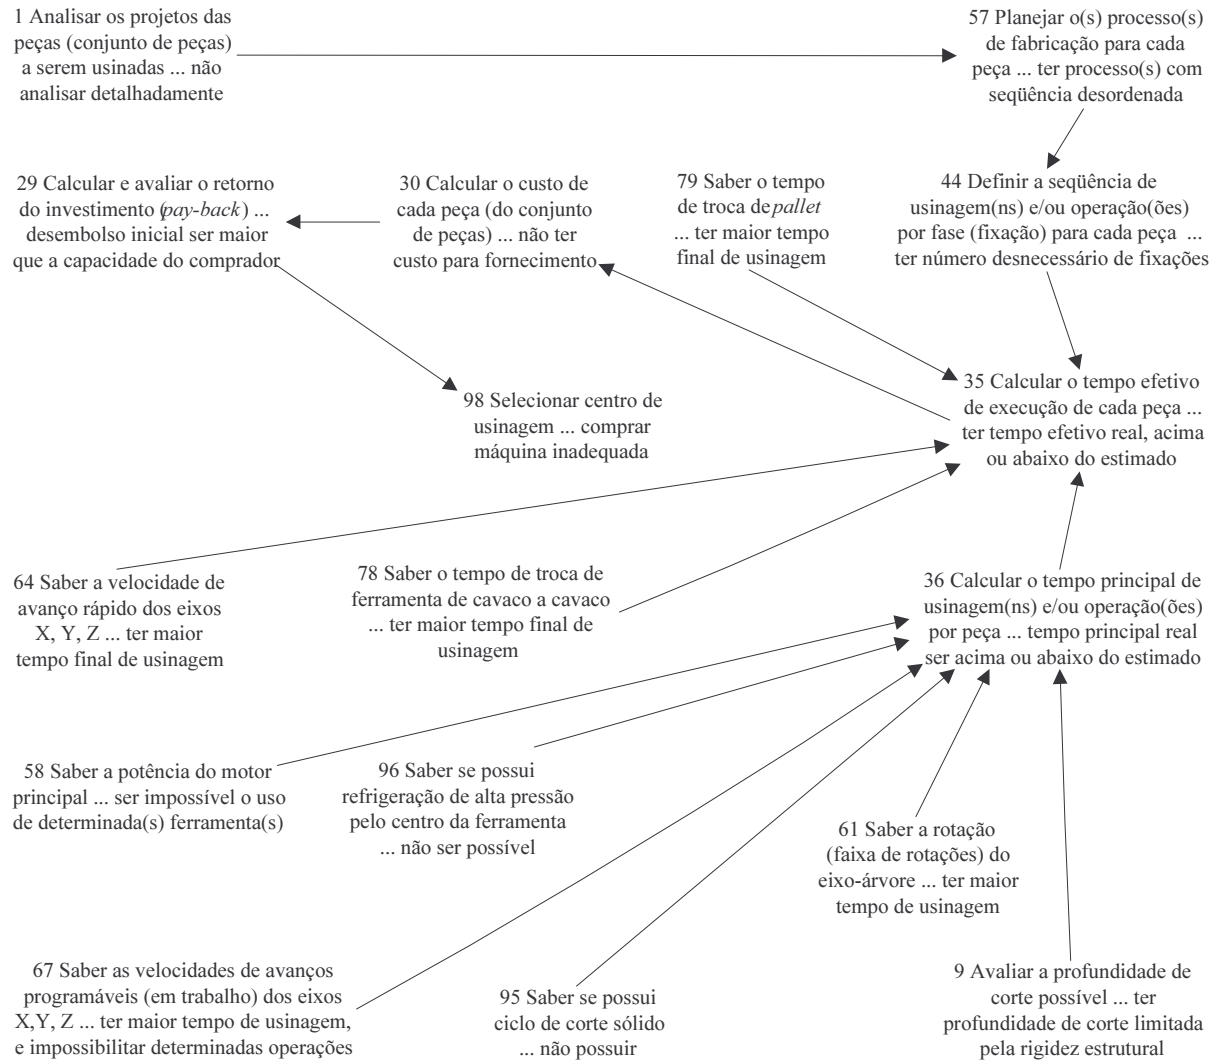 1 Analisar os projetos das
peças (conjunto de peças)
a serem usinadas ... não
analisar detalhadamente
57 Planejar o(s) processo(s)
de fabricação para cada
peça ... ter processo(s) com
seqüência desordenada
29 Calcular e avaliar o retorno
do investimento (pay-back) ...
desembolso inicial ser maior
que a capacidade do comprador
30 Calcular o custo de
cada peça (do conjunto
de peças) ... não ter
custo para fornecimento
79 Saber o tempo
de troca de pallet
... ter maior tempo
final de usinagem
44 Definir a seqüência de
usinagem(ns) e/ou operação(ões)
por fase (fixação) para cada peça ...
ter número desnecessário de fixações
98 Selecionar centro de
usinagem ... comprar
máquina inadequada
35 Calcular o tempo efetivo
de execução de cada peça ...
ter tempo efetivo real, acima
ou abaixo do estimado
64 Saber a velocidade de
avanço rápido dos eixos
X, Y, Z ... ter maior
tempo final de usinagem
78 Saber o tempo de troca de
ferramenta de cavaco a cavaco
... ter maior tempo final de
usinagem
36 Calcular o tempo principal de
usinagem(ns) e/ou operação(ões)
por peça ... tempo principal real
ser acima ou abaixo do estimado
58 Saber a potência do motor
principal ... ser impossível o uso
de determinada(s) ferramenta(s)
96 Saber se possui
refrigeração de alta pressão
pelo centro da ferramenta
... não ser possível
61 Saber a rotação
(faixa de rotações) do
eixo-árvore ... ter maior
tempo de usinagem
67 Saber as velocidades de avanços
programáveis (em trabalho) dos eixos
X,Y, Z ... ter maior tempo de usinagem,
e impossibilitar determinadas operações
95 Saber se possui
ciclo de corte sólido
... não possuir
9 Avaliar a profundidade de
corte possível ... ter
profundidade de corte limitada
pela rigidez estrutural